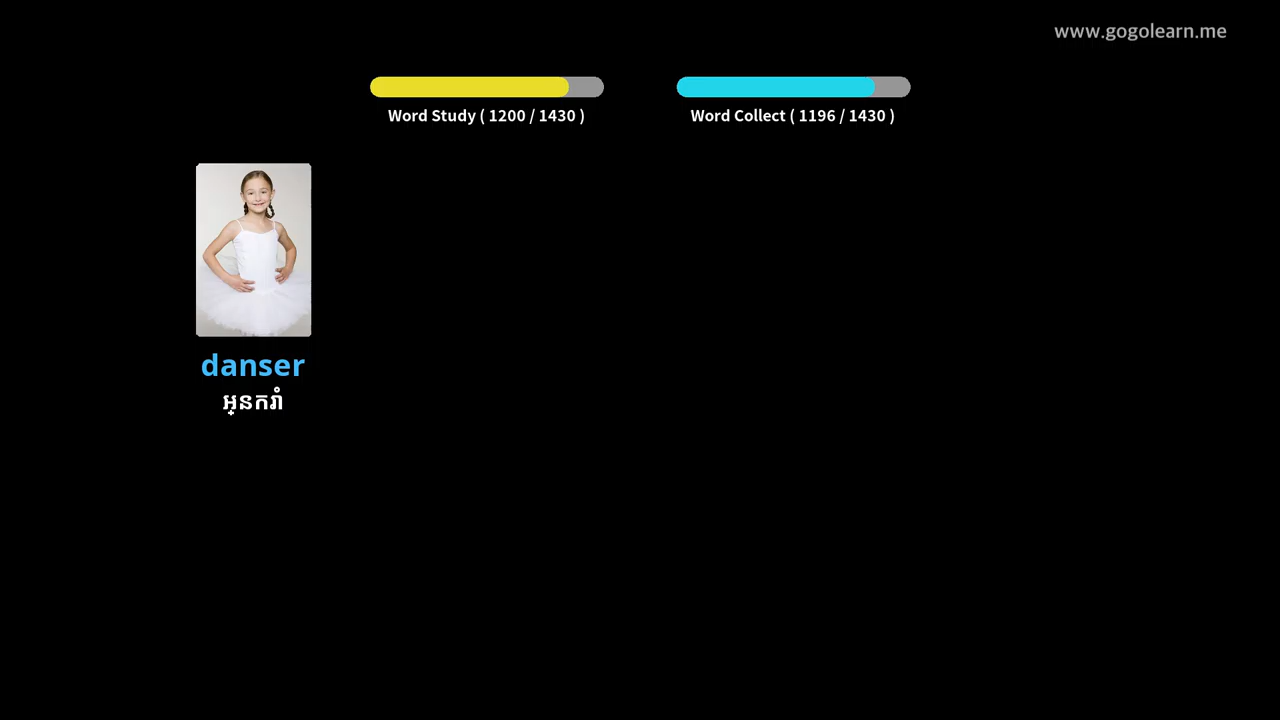 www.gogolearn.me
Word Study ( 1200 / 1430 )
Word Collect ( 1196 / 1430 )
danser
អ្នករាំ